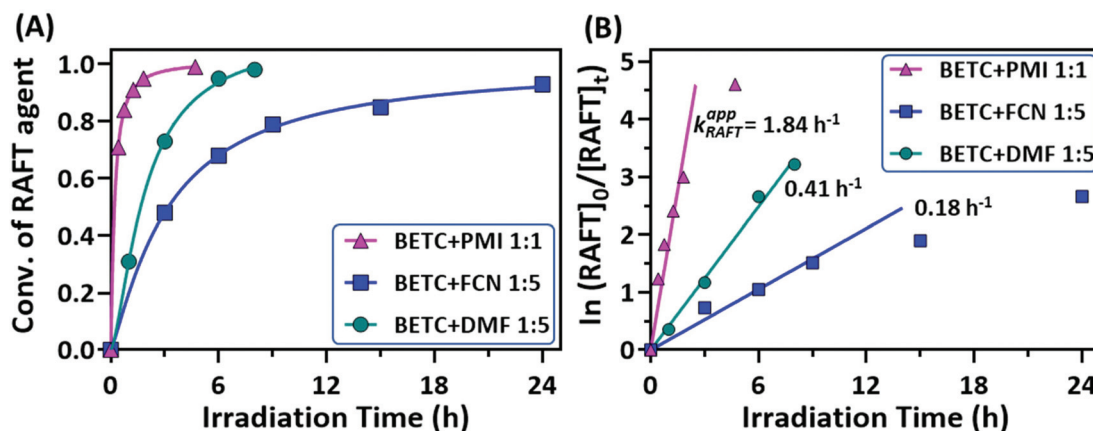 (A)
Conv. of RAFT agent
1.0
0.8
0.6
0.4
0.2
0.0
BETC+PMI 1:1
BETC+FCN 1:5
BETC+DMF 1:5
0 6 12 18 24
Irradiation Time (h)
(B)
ln (RAFT]0/[RAFT]t
5
4
3
2
1
0
BETC+PMI 1:1
BETC+FCN 1:5
BETC+DMF 1:5
k_RAFT^app = 1.84 h⁻¹
0.41 h⁻¹
0.18 h⁻¹
0 6 12 18 24
Irradiation Time (h)